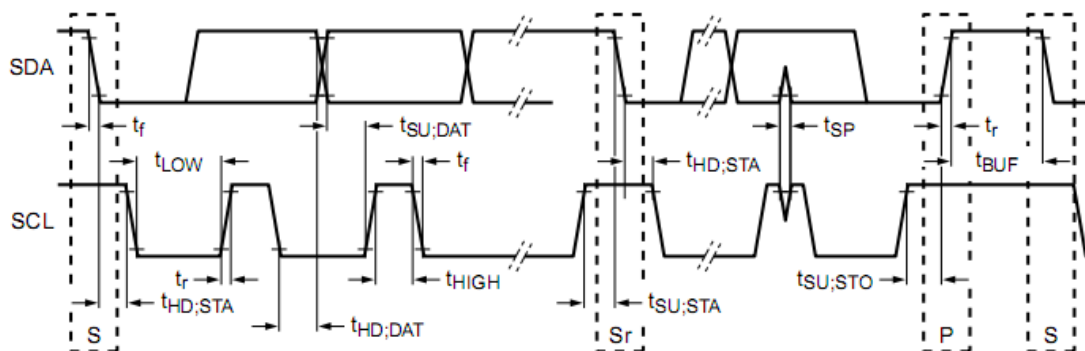 SDA
t_f
t_SU;DAT
t_SP
t_r
t_LOW
t_f
t_HD;STA
t_BUF
SCL
t_r
t_HIGH
t_SU;STO
t_HD;STA
t_SU;STA
t_HD;DAT
S
Sr
P
S